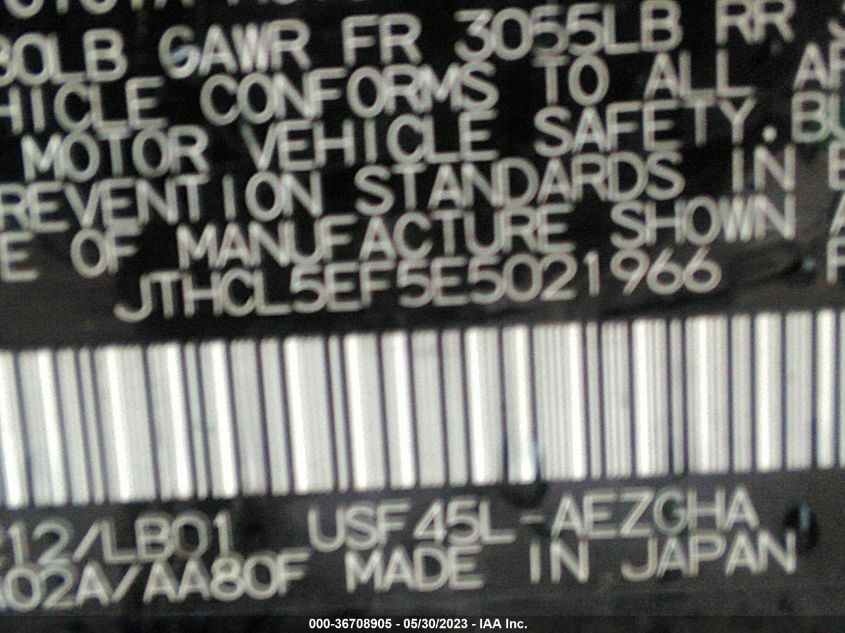 GAWR FR 3055LB RR
VEHICLE CONFORMS TO ALL
MOTOR VEHICLE SAFETY.
PREVENTION STANDARDS IN
E OF MANUFACTURE SHOWN
JTHCL5EF5E5021966
212/LB01 USF45L-AEZGHA
A02A/AA80F MADE IN JAPAN
000-36708905 - 05/30/2023 - IAA Inc.